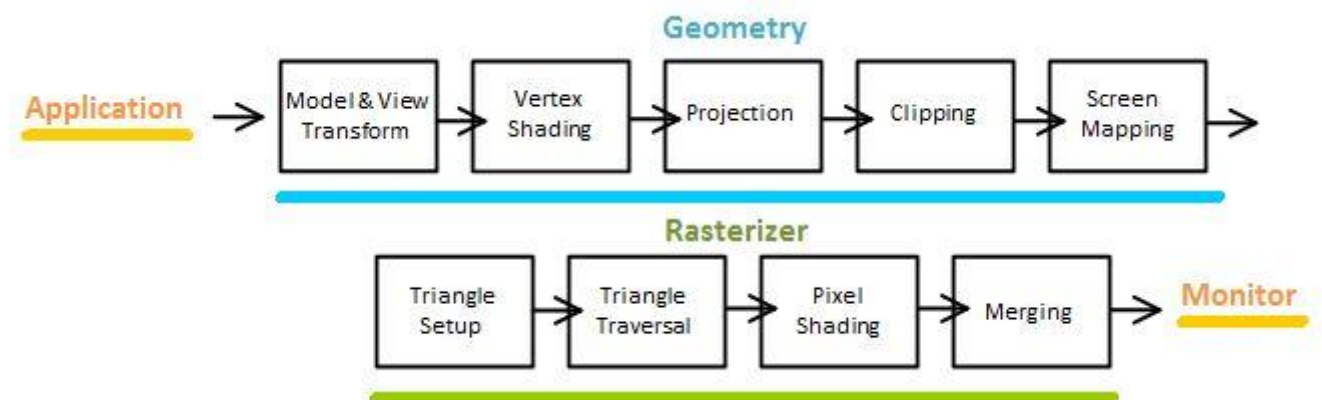 Geometry
Application
Model & View
Transform
Vertex
Shading
Projection
Clipping
Screen
Mapping
Rasterizer
Triangle
Setup
Triangle
Traversal
Pixel
Shading
Merging
Monitor